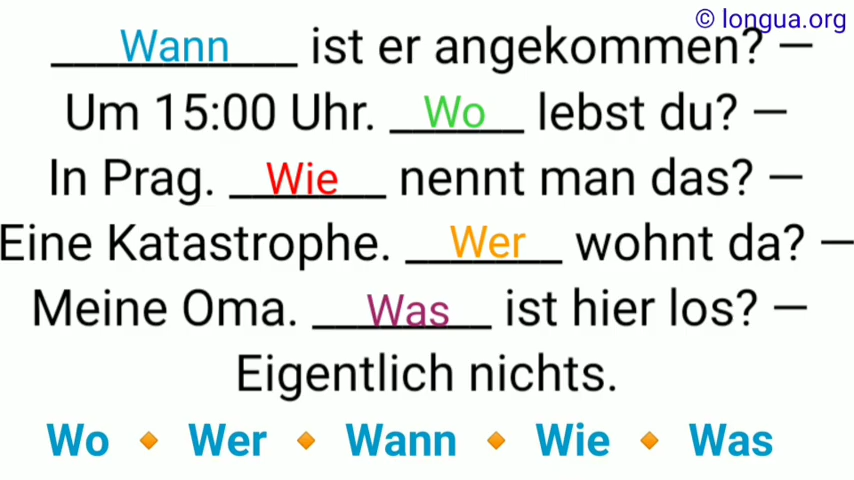 © longua.org
Wann ist er angekommen? —
Um 15:00 Uhr. Wo lebst du? —
In Prag. Wie nennt man das? —
Eine Katastrophe. Wer wohnt da? —
Meine Oma. Was ist hier los? —
Eigentlich nichts.
Wo 🔸 Wer 🔸 Wann 🔸 Wie 🔸 Was